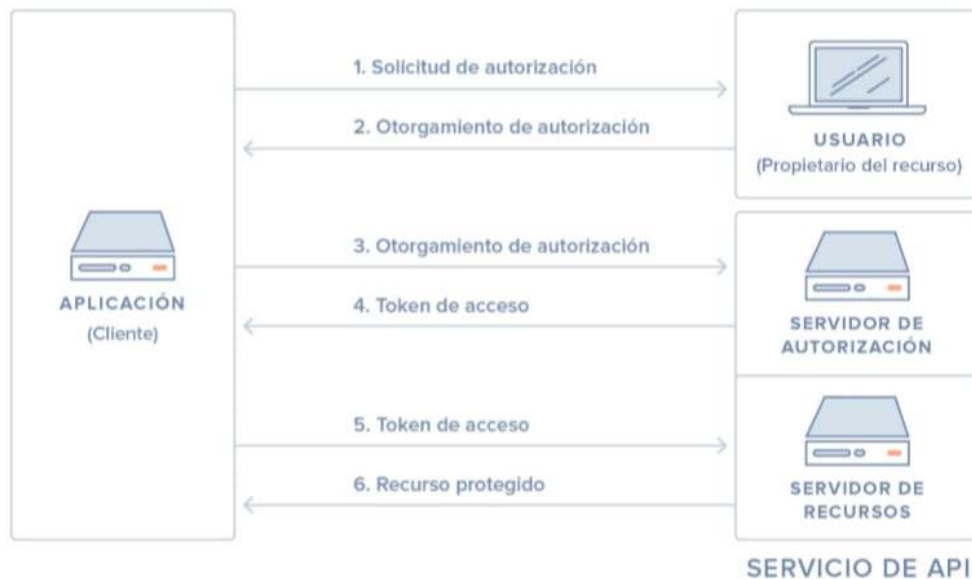 1. Solicitud de autorización
2. Otorgamiento de autorización
USUARIO
(Propietario del recurso)
3. Otorgamiento de autorización
APLICACIÓN
(Cliente)
4. Token de acceso
SERVIDOR DE
AUTORIZACIÓN
5. Token de acceso
6. Recurso protegido
SERVIDOR DE
RECURSOS
SERVICIO DE API